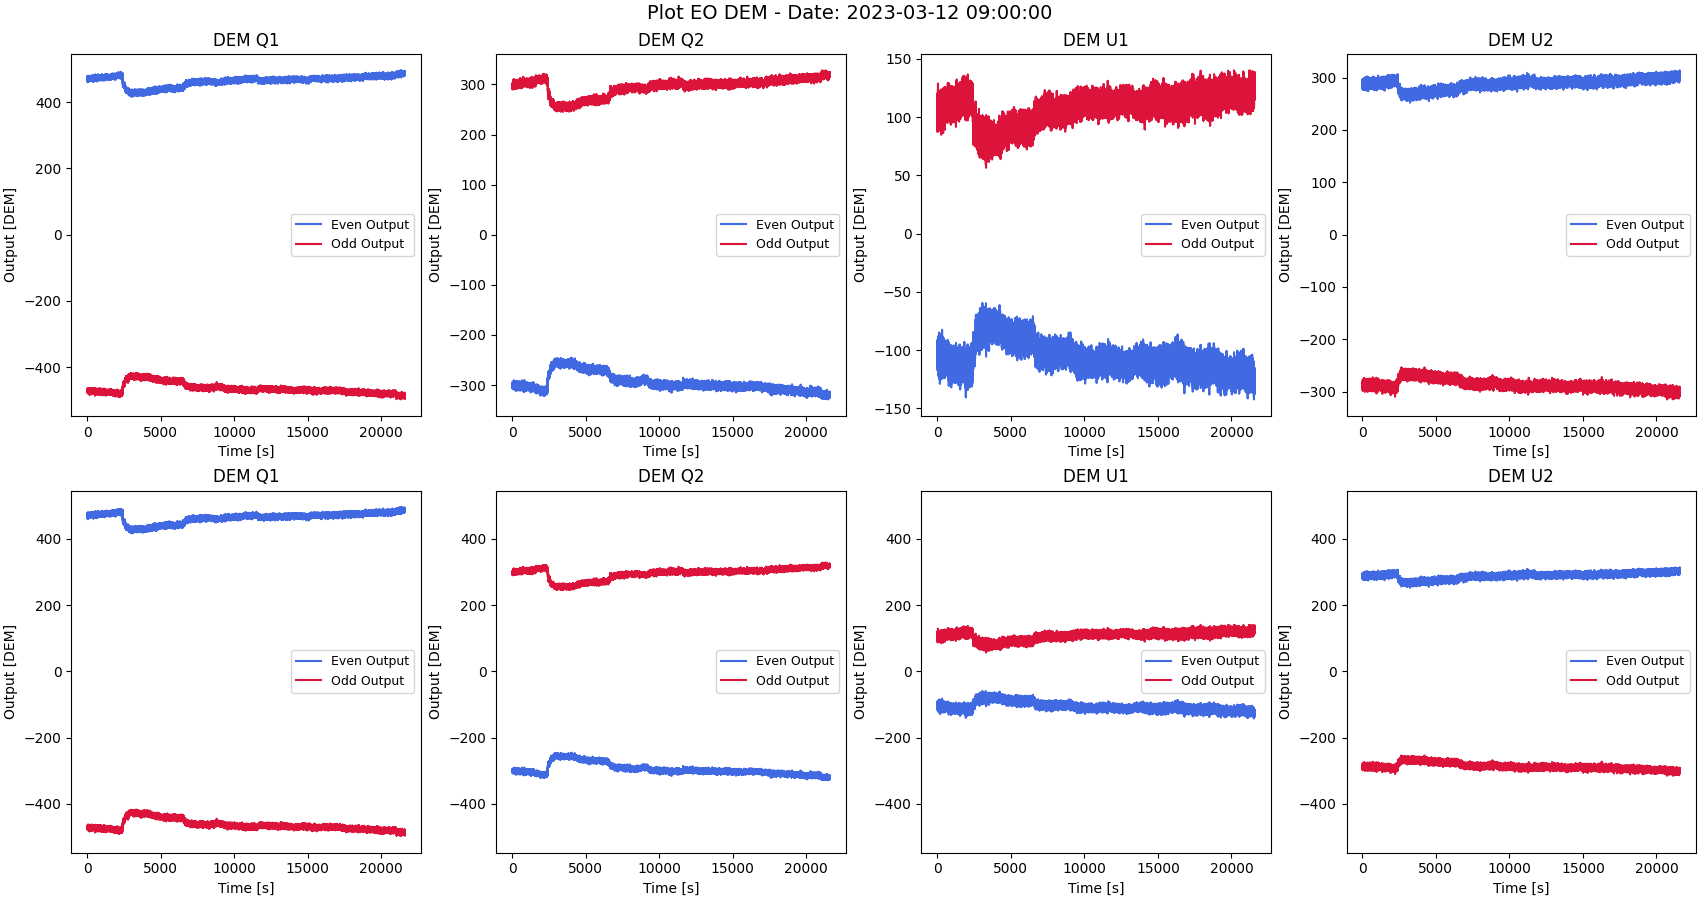 Plot EO DEM - Date: 2023-03-12 09:00:00
DEM Q1
Output [DEM]
400
200
0
−200
−400
Even Output
Odd Output
0 5000 10000 15000 20000
Time [s]
DEM Q2
Output [DEM]
300
200
100
0
−100
−200
−300
Even Output
Odd Output
0 5000 10000 15000 20000
Time [s]
DEM U1
Output [DEM]
150
100
50
0
−50
−100
−150
Even Output
Odd Output
0 5000 10000 15000 20000
Time [s]
DEM U2
Output [DEM]
300
200
100
0
−100
−200
−300
Even Output
Odd Output
0 5000 10000 15000 20000
Time [s]
DEM Q1
Output [DEM]
400
200
0
−200
−400
Even Output
Odd Output
0 5000 10000 15000 20000
Time [s]
DEM Q2
Output [DEM]
400
200
0
−200
−400
Even Output
Odd Output
0 5000 10000 15000 20000
Time [s]
DEM U1
Output [DEM]
400
200
0
−200
−400
Even Output
Odd Output
0 5000 10000 15000 20000
Time [s]
DEM U2
Output [DEM]
400
200
0
−200
−400
Even Output
Odd Output
0 5000 10000 15000 20000
Time [s]